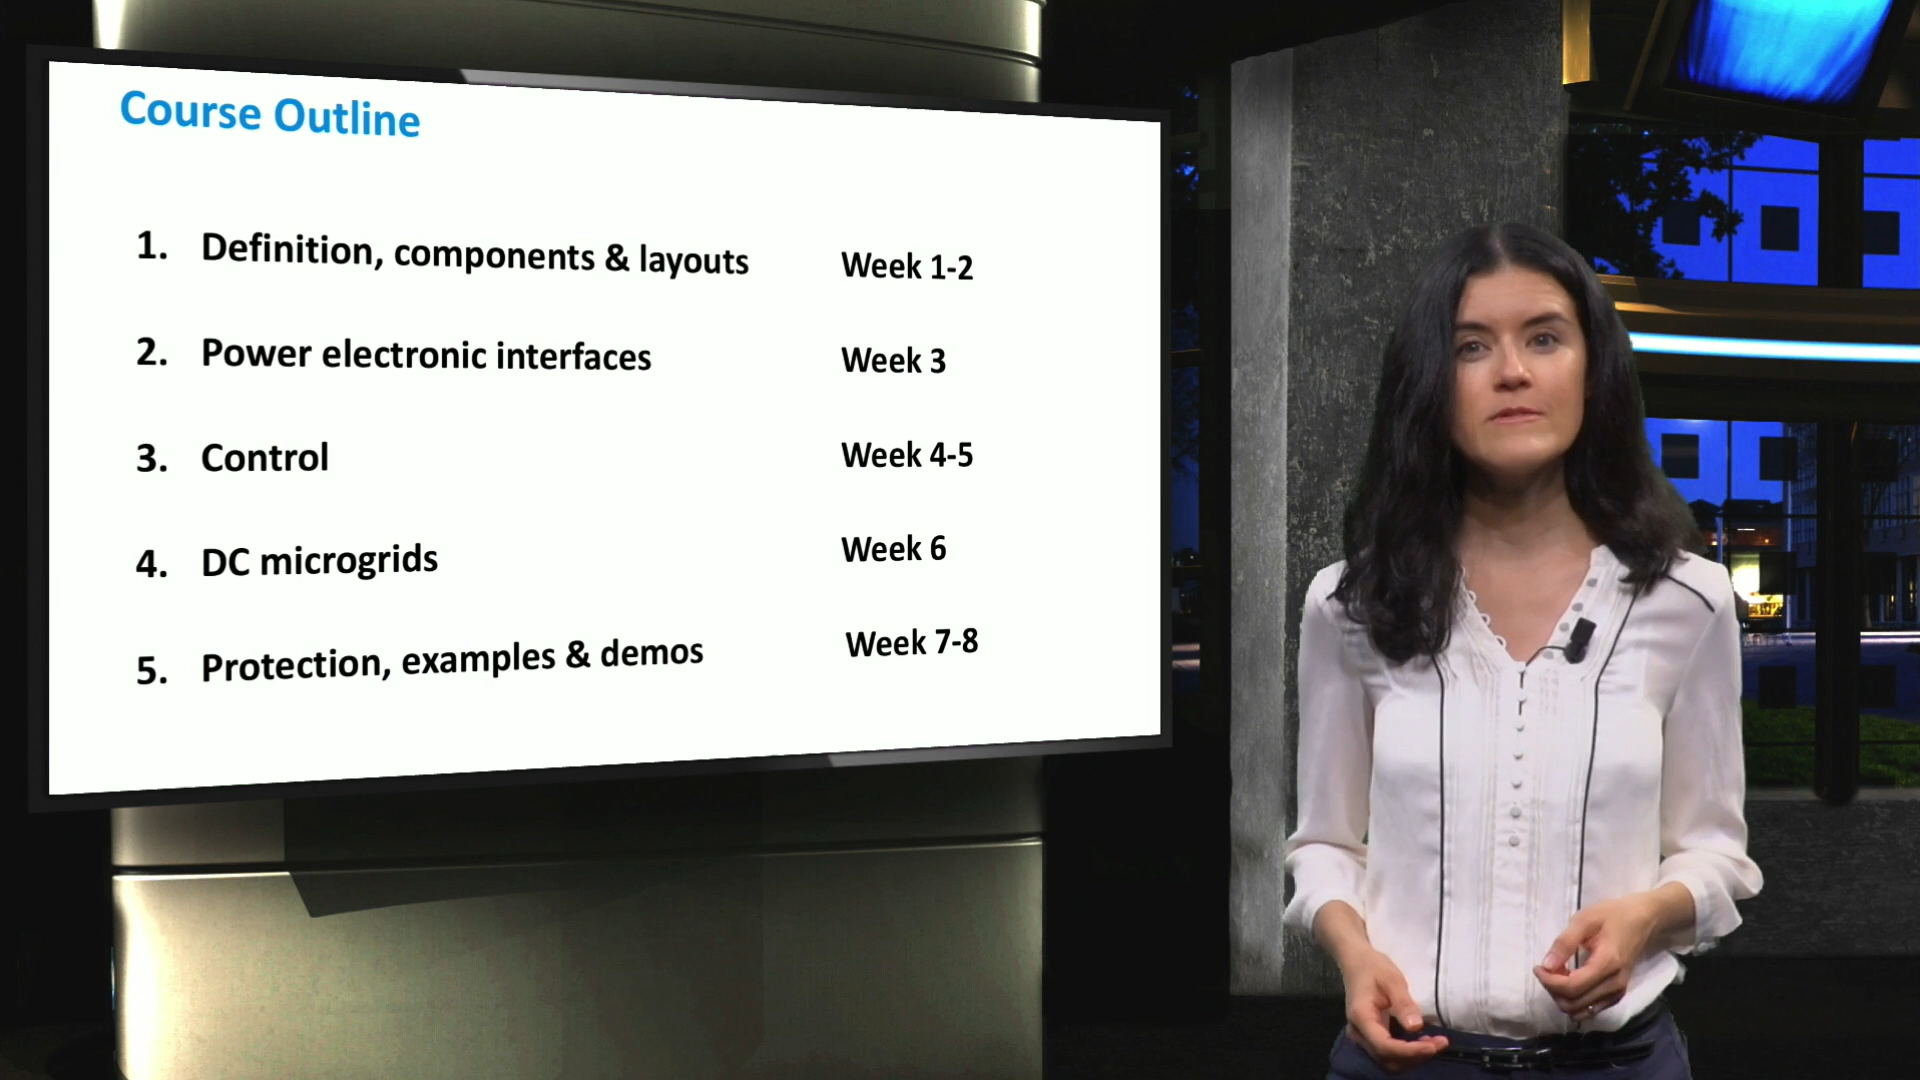 Course Outline
1. Definition, components & layouts Week 1-2
2. Power electronic interfaces Week 3
3. Control Week 4-5
4. DC microgrids Week 6
5. Protection, examples & demos Week 7-8